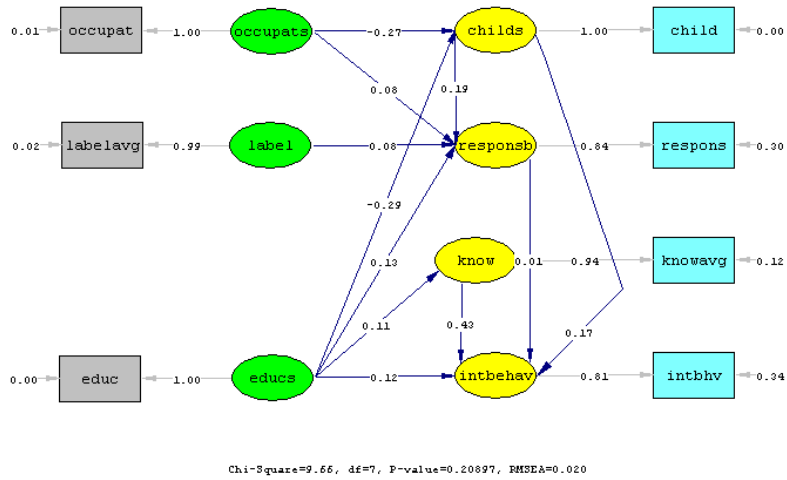 0.01 occupat 1.00 occupats -0.27 childs 1.00 child 0.00
0.08 0.19
0.02 labelavg 0.99 label 0.08 responsb 0.84 respons 0.30
-0.29
0.13 know 0.01 0.94 knowavg 0.12
0.11 0.43 0.17
0.00 educ 1.00 educs 0.12 intbehav 0.81 intbhv 0.34
Chi-Square=9.66, df=7, P-value=0.20897, RMSEA=0.020